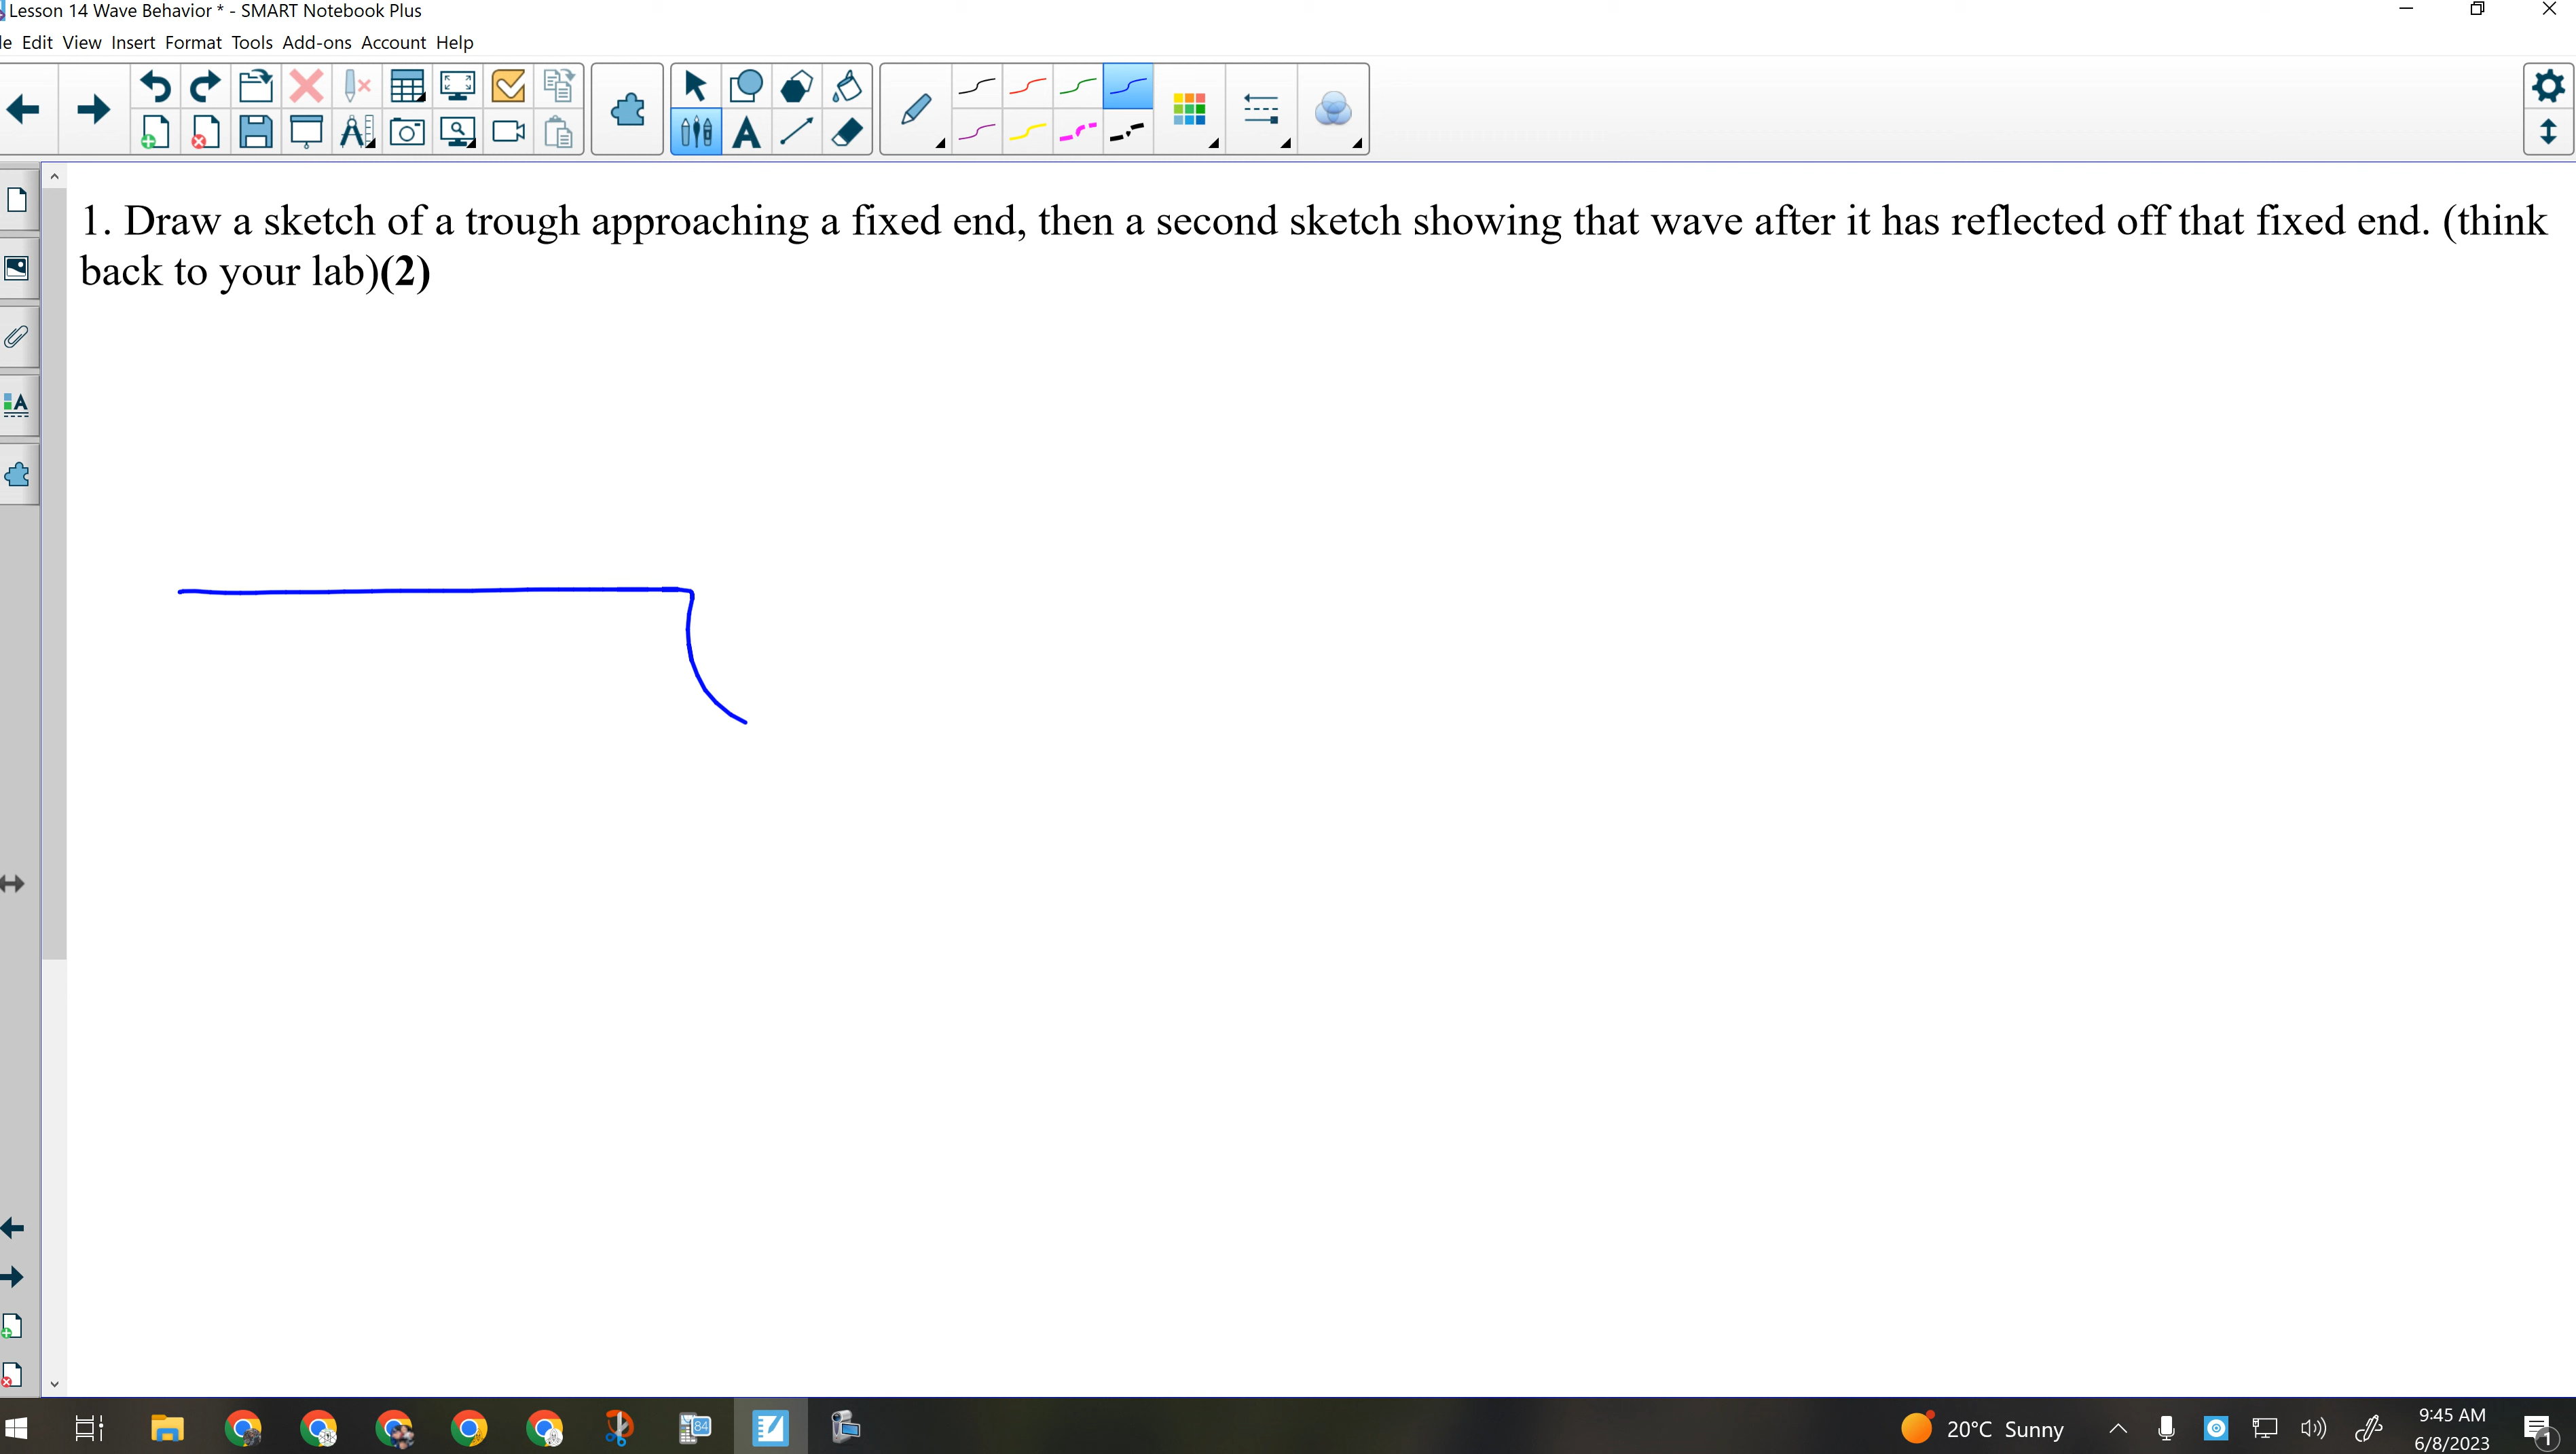 Lesson 14 Wave Behavior * - SMART Notebook Plus
le Edit View Insert Format Tools Add-ons Account Help
1. Draw a sketch of a trough approaching a fixed end, then a second sketch showing that wave after it has reflected off that fixed end. (think
back to your lab)(2)
84
20°C Sunny
9:45 AM
6/8/2023
1